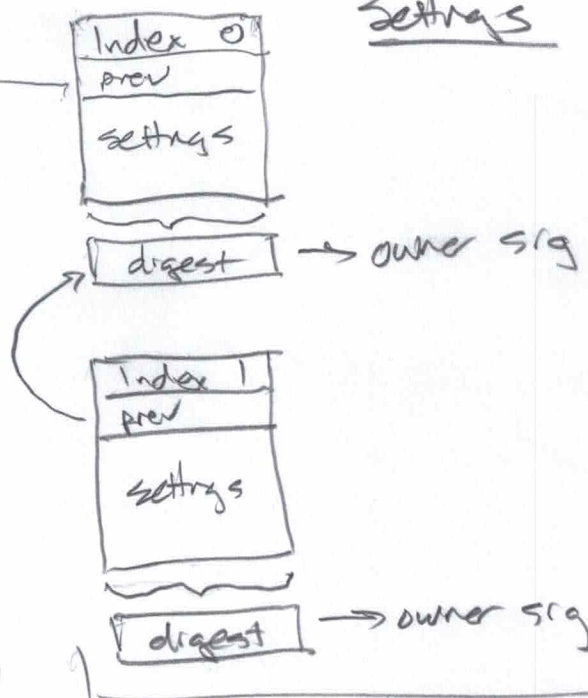 Settings
Index 0
prev
settings
digest → owner sig
Index 1
prev
settings
digest → owner sig